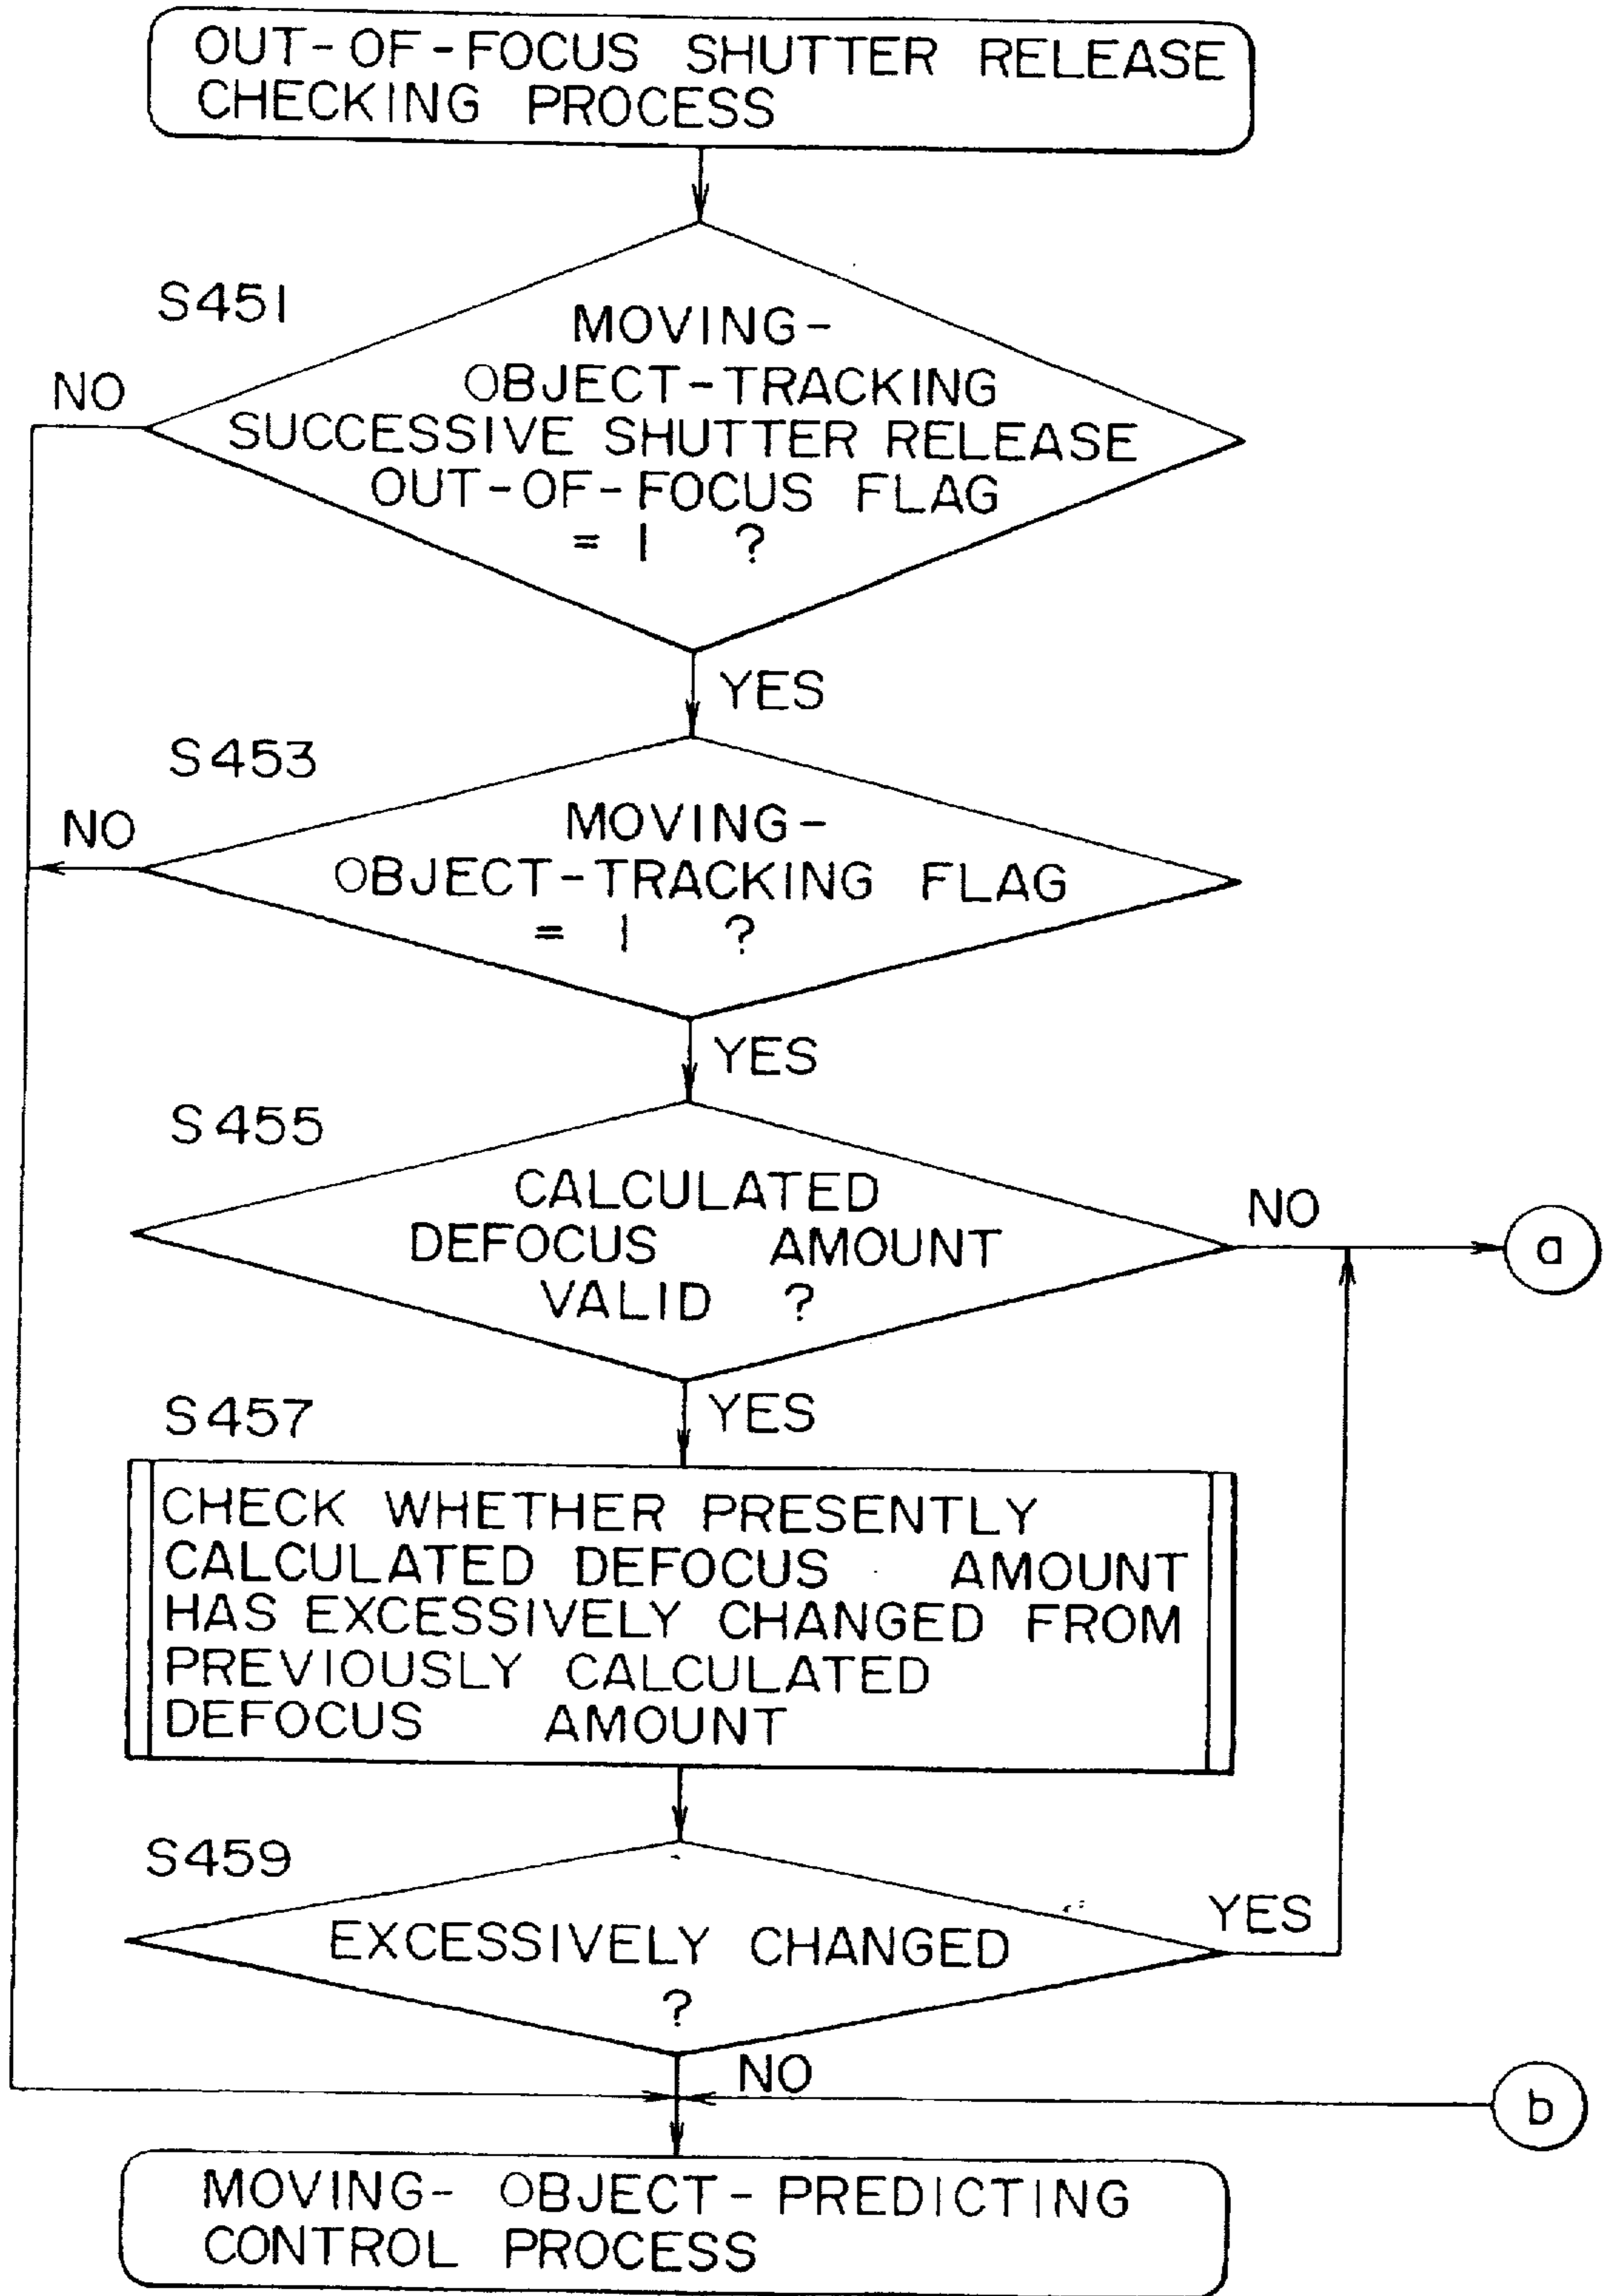 OUT-OF-FOCUS SHUTTER RELEASE
CHECKING PROCESS
S451
MOVING-
OBJECT-TRACKING
SUCCESSIVE SHUTTER RELEASE
OUT-OF-FOCUS FLAG
= 1 ?
NO
YES
S453
MOVING-
OBJECT-TRACKING FLAG
= 1 ?
NO
YES
S455
CALCULATED
DEFOCUS AMOUNT
VALID ?
NO
a
YES
S457
CHECK WHETHER PRESENTLY
CALCULATED DEFOCUS AMOUNT
HAS EXCESSIVELY CHANGED FROM
PREVIOUSLY CALCULATED
DEFOCUS AMOUNT
S459
EXCESSIVELY CHANGED
?
YES
NO
b
MOVING- OBJECT- PREDICTING
CONTROL PROCESS